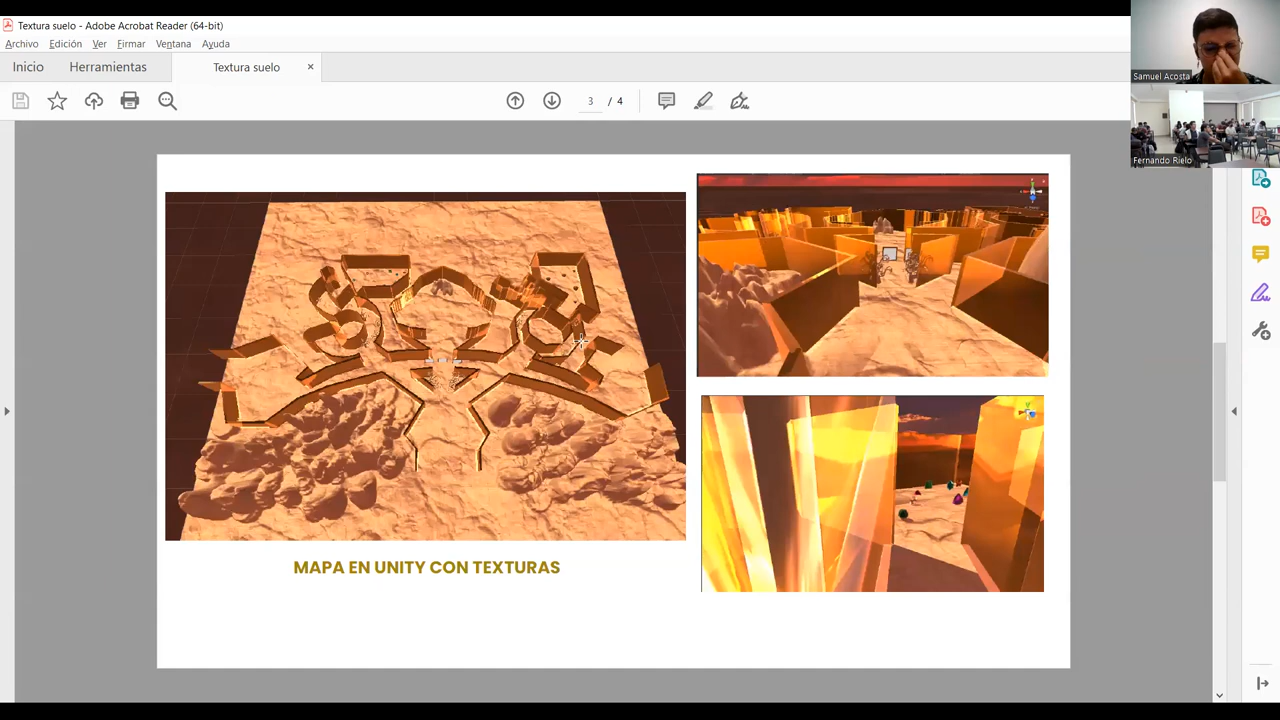 Textura suelo - Adobe Acrobat Reader (64-bit)
Archivo Edición Ver Firmar Ventana Ayuda
Inicio Herramientas Textura suelo ×
3 / 4
Samuel Acosta
Fernando Rielo
MAPA EN UNITY CON TEXTURAS